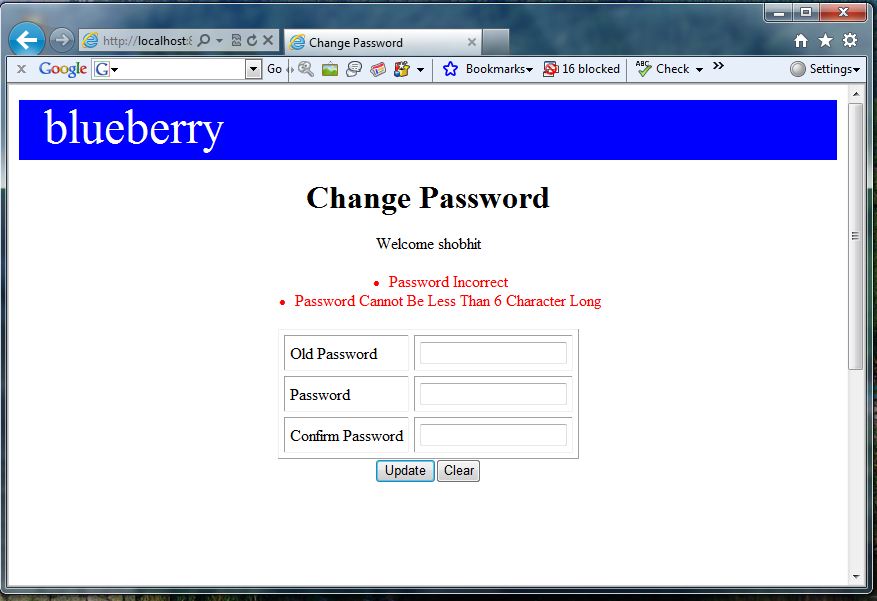 http://localhost:8
Change Password
Google
G
Go
Bookmarks
16 blocked
ABC
Check
Settings
blueberry
Change Password
Welcome shobhit
Password Incorrect
Password Cannot Be Less Than 6 Character Long
Old Password
Password
Confirm Password
Update Clear